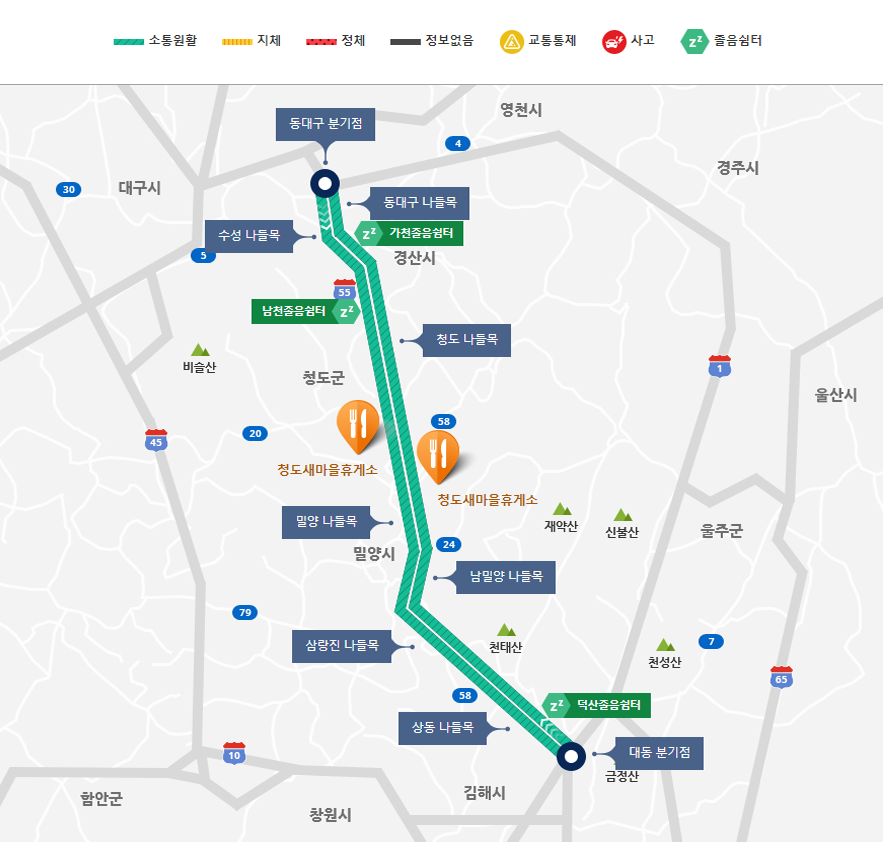 소통원활
지체
정체
정보없음
교통통제
사고
zz 졸음쉼터
영천시
동대구 분기점
4
경주시
30
대구시
동대구 나들목
수성 나들목
zz 가천졸음쉼터
5
경산시
55
남천졸음쉼터 zz
청도 나들목
비슬산
1
청도군
울산시
58
20
45
청도새마을휴게소
청도새마을휴게소
밀양 나들목
재약산
신불산
울주군
24
밀양시
남밀양 나들목
79
삼랑진 나들목
천태산
천성산
7
65
58
zz 덕산졸음쉼터
상동 나들목
10
대동 분기점
금정산
김해시
함안군
창원시